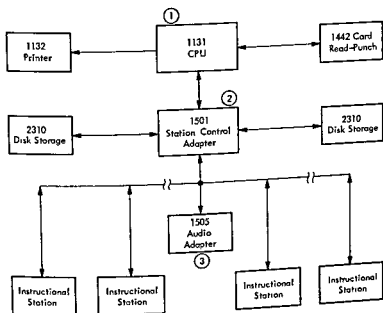 1
1132
Printer
1131
CPU
1442 Card
Read-Punch
2
2310
Disk Storage
1501
Station Control
Adapter
2310
Disk Storage
1505
Audio
Adapter
3
Instructional
Station
Instructional
Station
Instructional
Station
Instructional
Station